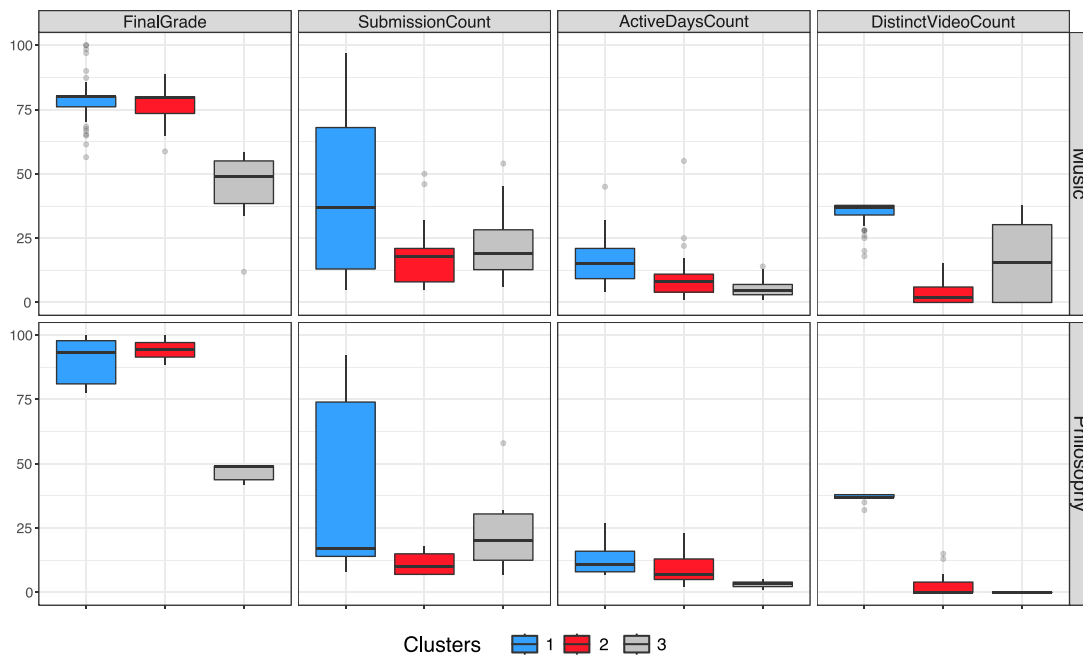 FinalGrade SubmissionCount ActiveDaysCount DistinctVideoCount
100
75
50
25
0
Music
100
75
50
25
0
Philosophy
Clusters 1 2 3